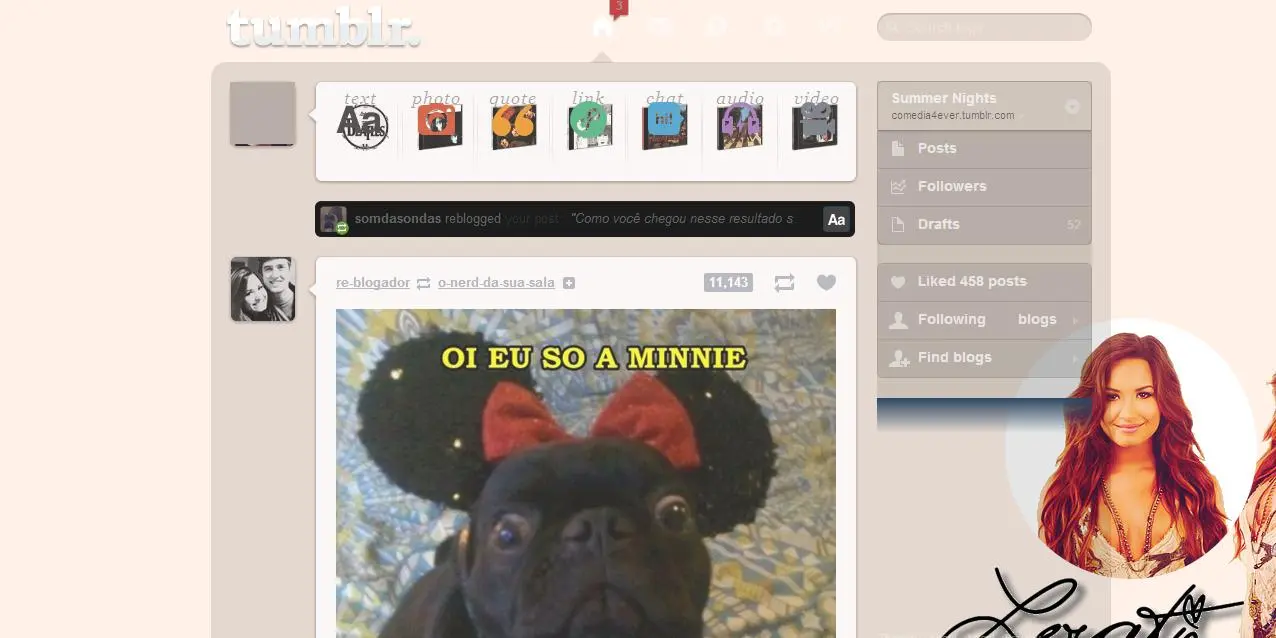 tumblr.
3
text photo quote link chat audio video
Aa hi!
Summer Nights
comedia4ever.tumblr.com
Posts
Followers
Drafts 52
somdasondas reblogged your post: "Como você chegou nesse resultado s Aa
re-blogador o-nerd-da-sua-sala 11,143
Liked 458 posts
Following blogs
Find blogs
OI EU SO A MINNIE